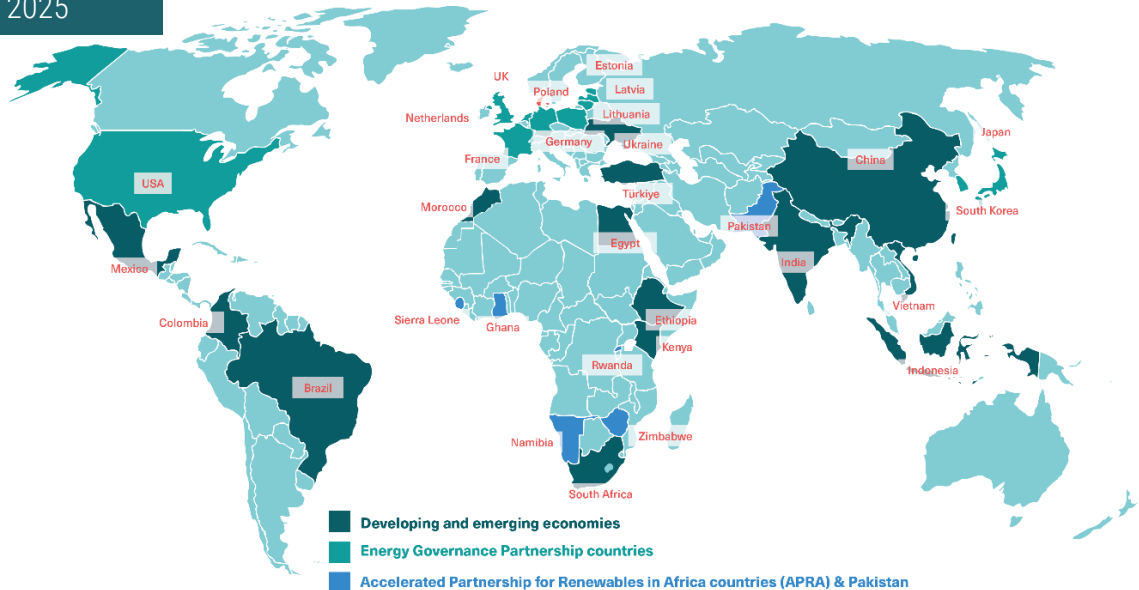 2025
Estonia
UK
Latvia
Poland
Lithuania
Netherlands
Japan
Germany
Ukraine
France
China
USA
Türkiye
Morocco
South Korea
Pakistan
Egypt
India
Mexico
Vietnam
Sierra Leone
Ethiopia
Colombia
Ghana
Kenya
Rwanda
Indonesia
Brazil
Namibia
Zimbabwe
South Africa
Developing and emerging economies
Energy Governance Partnership countries
Accelerated Partnership for Renewables in Africa countries (APRA) & Pakistan